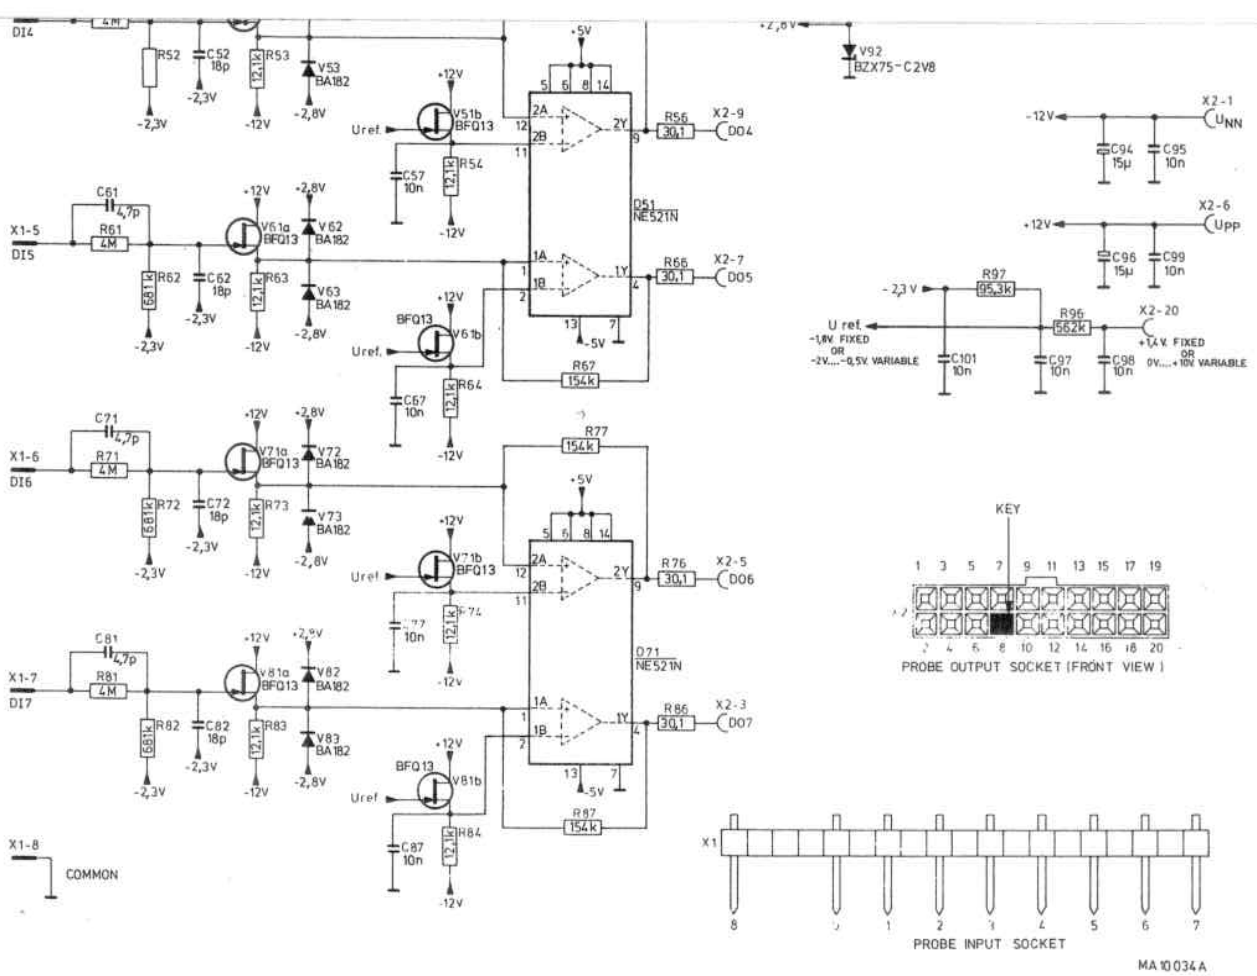 DI4
4M
R52
C52
18p
R53
12,1k
V53
BA182
-2,3V
-2,3V
-12V
-2,8V
+12V
V51b
BFQ13
Uref.
C57
10n
R54
12,1k
-12V
+5V
5 6 8 14
2A
12
2B
11
2Y
9
R56
30,1
X2-9
DO4
D51
NE521N
1A
1
1B
2
1Y
4
R66
30,1
X2-7
DO5
13
-5V
7
X1-5
DI5
C61
4,7p
R61
4M
R62
681k
-2,3V
C62
18p
-2,3V
+12V
V61a
BFQ13
R63
12,1k
-12V
+2,8V
V62
BA182
V63
BA182
-2,8V
+12V
BFQ13
V61b
Uref.
C67
10n
R64
12,1k
-12V
R67
154k
X1-6
DI6
C71
4,7p
R71
4M
R72
681k
-2,3V
C72
18p
-2,3V
+12V
V71a
BFQ13
R73
12,1k
-12V
+2,8V
V72
BA182
V73
BA182
-2,8V
R77
154k
+12V
V71b
BFQ13
Uref
10n
12,1k
-12V
+5V
5 6 8 14
2A
12
2B
11
2Y
9
R76
30,1
X2-5
DO6
D71
NE521N
1A
1
1B
2
1Y
4
R86
30,1
X2-3
DO7
13
-5V
7
X1-7
DI7
C81
4,7p
R81
4M
R82
681k
-2,3V
C82
18p
-2,3V
+12V
V81a
BFQ13
R83
12,1k
-12V
V82
BA182
V83
BA182
-2,8V
+12V
BFQ13
V81b
Uref
C87
10n
R84
12,1k
-12V
R87
154k
X1-8
COMMON
+2,8V
V92
BZX75-C2V8
X2-1
-12V
UNN
C94
15µ
C95
10n
X2-6
+12V
UPP
C96
15µ
C99
10n
-2,3V
R97
95,3k
U ref.
-1,8V. FIXED
OR
-2V....-0,5V. VARIABLE
R96
562k
X2-20
+1,4V. FIXED
OR
0V....+10V. VARIABLE
C101
10n
C97
10n
C98
10n
KEY
1 3 5 7 9 11 13 15 17 19
2 4 6 8 10 12 14 16 18 20
PROBE OUTPUT SOCKET (FRONT VIEW)
X1
8 0 1 2 3 4 5 6 7
PROBE INPUT SOCKET
MA10034A